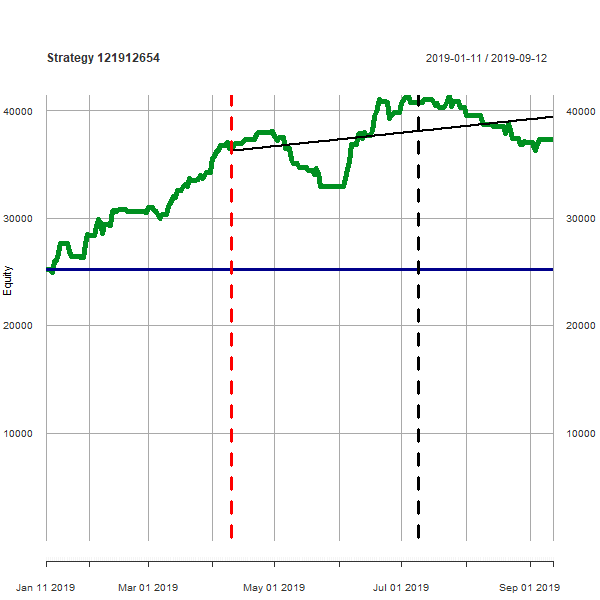 Strategy 121912654
2019-01-11 / 2019-09-12
40000
40000
30000
30000
Equity
20000
20000
10000
10000
Jan 11 2019
Mar 01 2019
May 01 2019
Jul 01 2019
Sep 01 2019